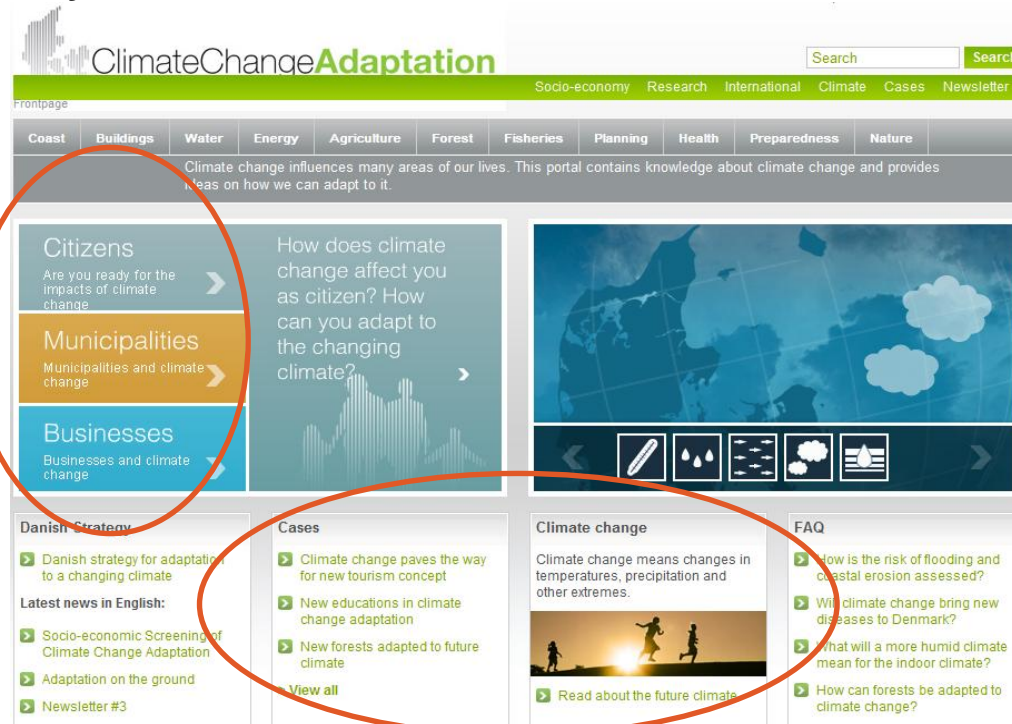 ClimateChangeAdaptation
Search
Search
Socio-economy Research International Climate Cases Newsletter
Frontpage
Coast Buildings Water Energy Agriculture Forest Fisheries Planning Health Preparedness Nature
Climate change influences many areas of our lives. This portal contains knowledge about climate change and provides
ideas on how we can adapt to it.
Citizens
Are you ready for the
impacts of climate
change
Municipalities
Municipalities and climate
change
Businesses
Businesses and climate
change
How does climate
change affect you
as citizen? How
can you adapt to
the changing
climate?
Danish Strategy
Danish strategy for adaptation
to a changing climate
Latest news in English:
Socio-economic Screening of
Climate Change Adaptation
Adaptation on the ground
Newsletter #3
Cases
Climate change paves the way
for new tourism concept
New educations in climate
change adaptation
New forests adapted to future
climate
» View all
Climate change
Climate change means changes in
temperatures, precipitation and
other extremes.
Read about the future climate
FAQ
How is the risk of flooding and
coastal erosion assessed?
Will climate change bring new
diseases to Denmark?
What will a more humid climate
mean for the indoor climate?
How can forests be adapted to
climate change?